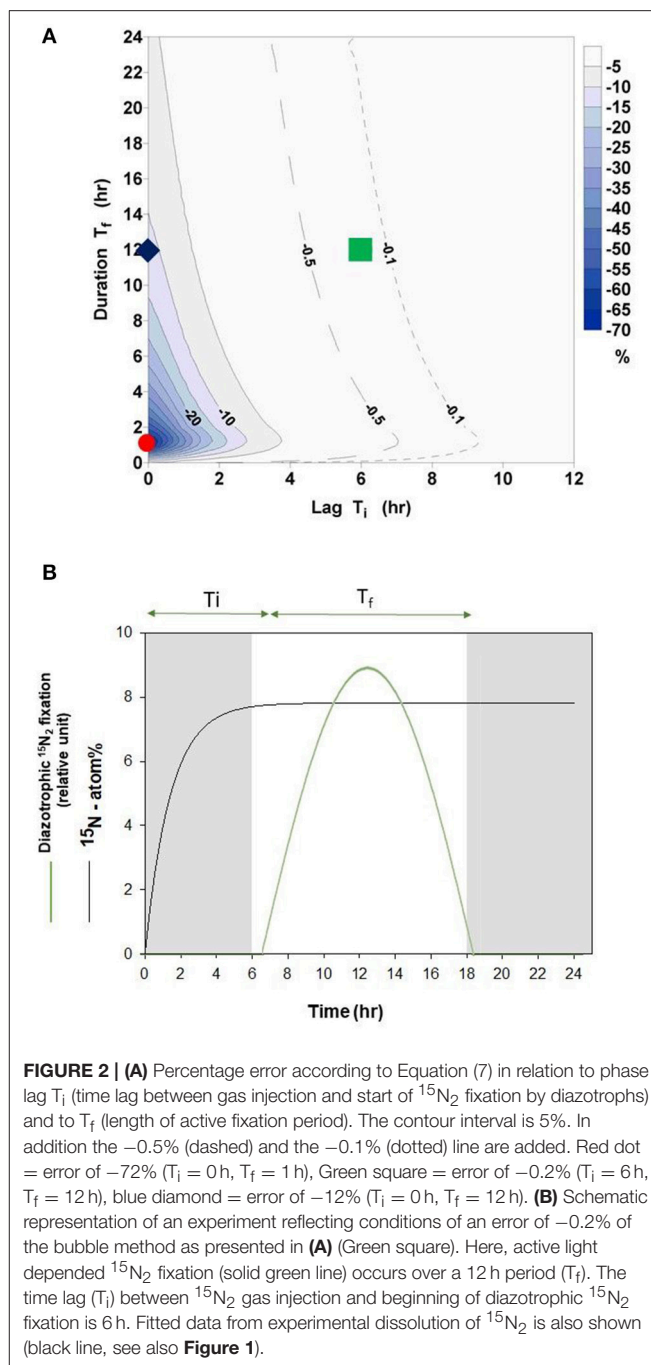 A
24
22
20
18
16
14
12
10
8
6
4
2
0
Duration T_f (hr)
-0.5
-0.1
-0.5
-0.1
-20
-10
0 2 4 6 8 10 12
Lag T_i (hr)
-5
-10
-15
-20
-25
-30
-35
-40
-45
-50
-55
-60
-65
-70
%
B
Ti
T_f
10
8
6
4
2
0
Diazotrophic ¹⁵N₂ fixation
(relative unit)
¹⁵N - atom%
0 2 4 6 8 10 12 14 16 18 20 22 24
Time (hr)
FIGURE 2 | (A) Percentage error according to Equation (7) in relation to phase
lag T_i (time lag between gas injection and start of ¹⁵N₂ fixation by diazotrophs)
and to T_f (length of active fixation period). The contour interval is 5%. In
addition the −0.5% (dashed) and the −0.1% (dotted) line are added. Red dot
= error of −72% (T_i = 0 h, T_f = 1 h), Green square = error of −0.2% (T_i = 6 h,
T_f = 12 h), blue diamond = error of −12% (T_i = 0 h, T_f = 12 h). (B) Schematic
representation of an experiment reflecting conditions of an error of −0.2% of
the bubble method as presented in (A) (Green square). Here, active light
depended ¹⁵N₂ fixation (solid green line) occurs over a 12 h period (T_f). The
time lag (T_i) between ¹⁵N₂ gas injection and beginning of diazotrophic ¹⁵N₂
fixation is 6 h. Fitted data from experimental dissolution of ¹⁵N₂ is also shown
(black line, see also Figure 1).